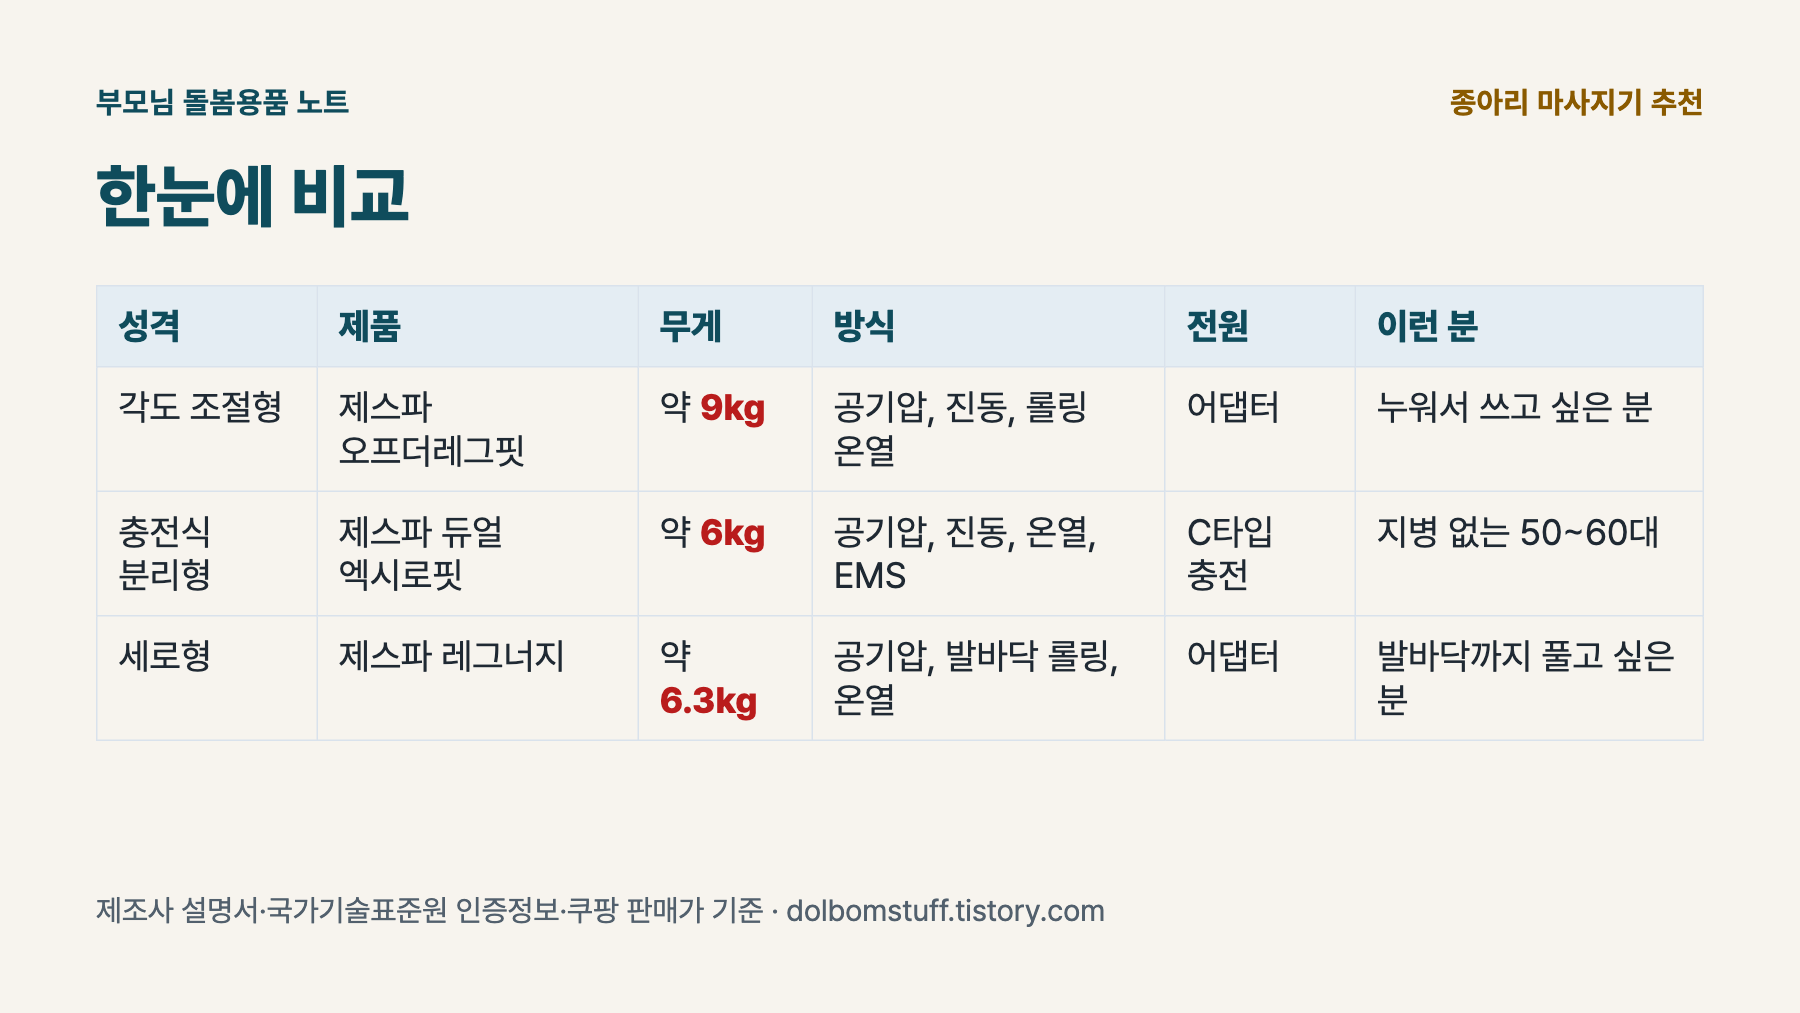 부모님 돌봄용품 노트
종아리 마사지기 추천
한눈에 비교
성격 제품 무게 방식 전원 이런 분
각도 조절형 제스파 약 9kg 공기압, 진동, 롤링 어댑터 누워서 쓰고 싶은 분
오프더레그핏 온열
충전식 제스파 듀얼 약 6kg 공기압, 진동, 온열, C타입 지병 없는 50~60대
분리형 엑시로핏 EMS 충전
세로형 제스파 레그너지 약 공기압, 발바닥 롤링, 어댑터 발바닥까지 풀고 싶은
6.3kg 온열 분
제조사 설명서·국가기술표준원 인증정보·쿠팡 판매가 기준 · dolbomstuff.tistory.com